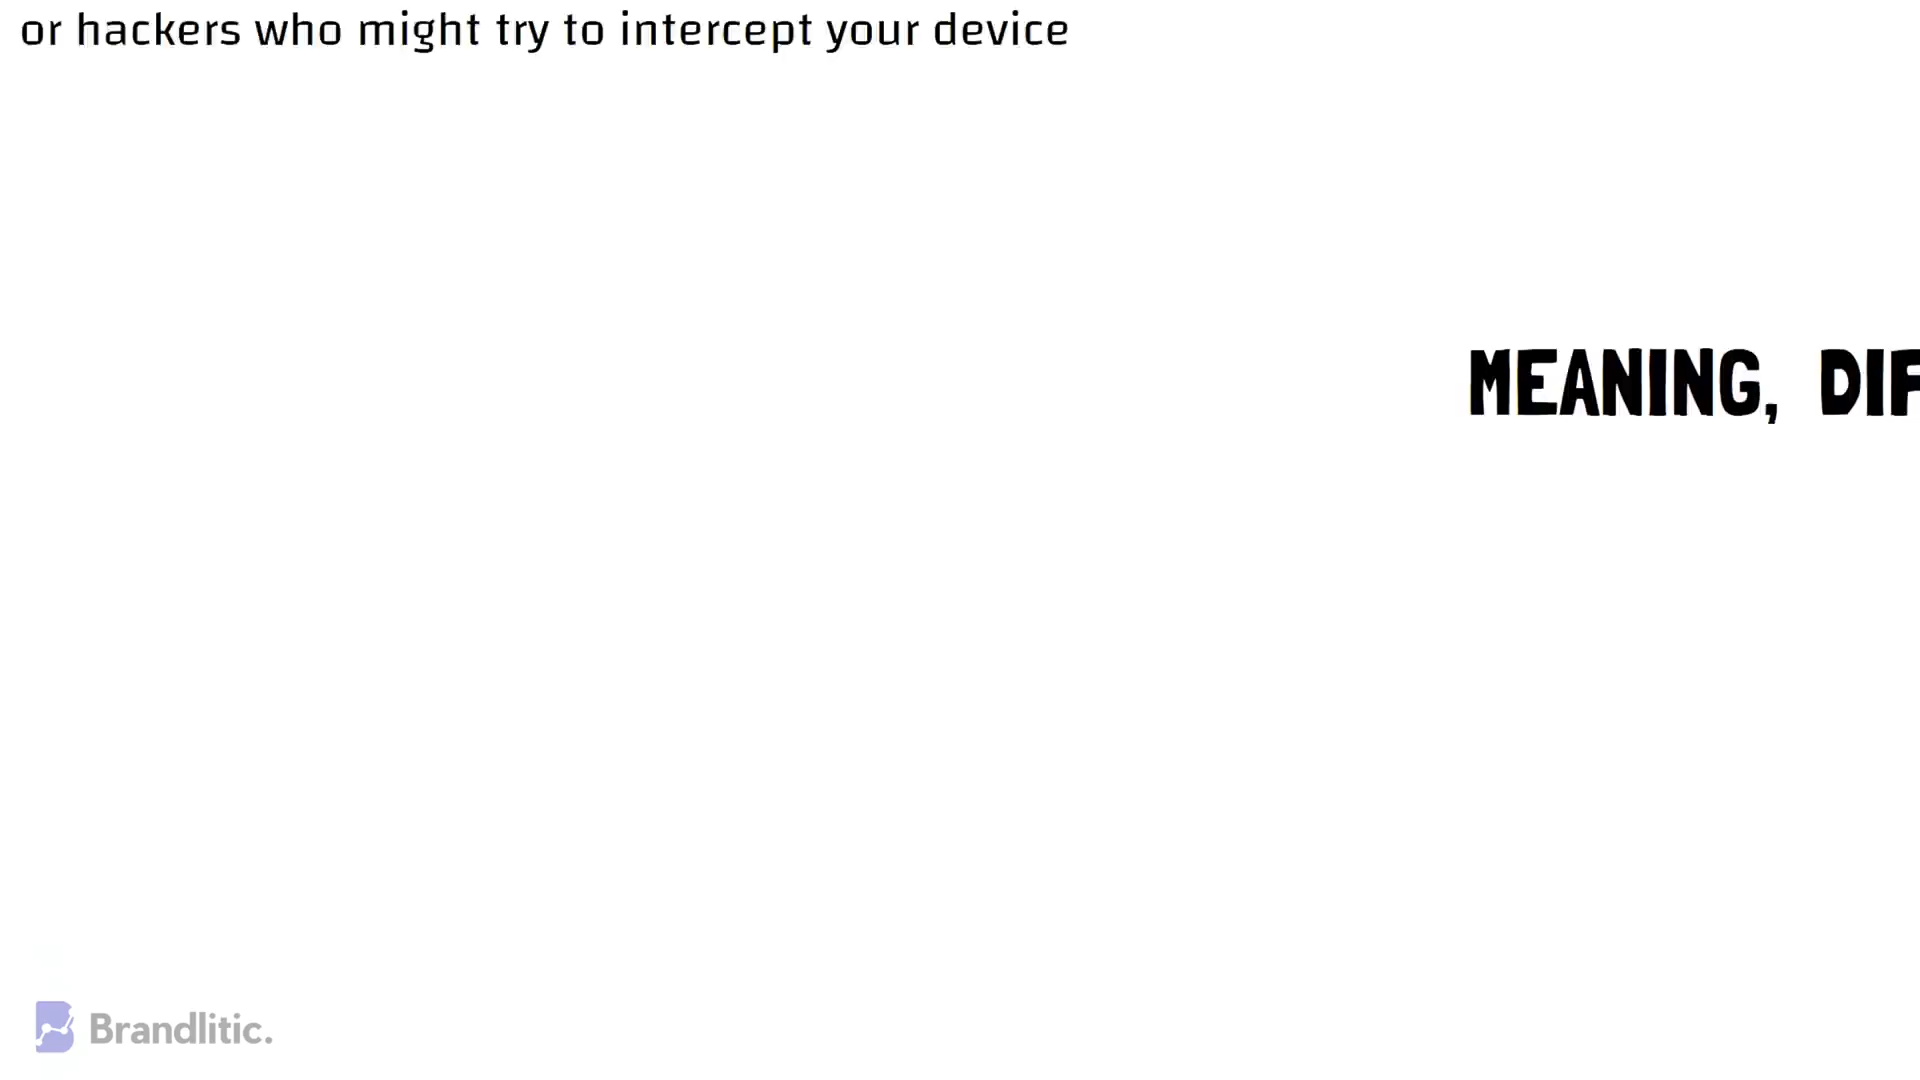 or hackers who might try to intercept your device
MEANING, DIF
Brandlitic.